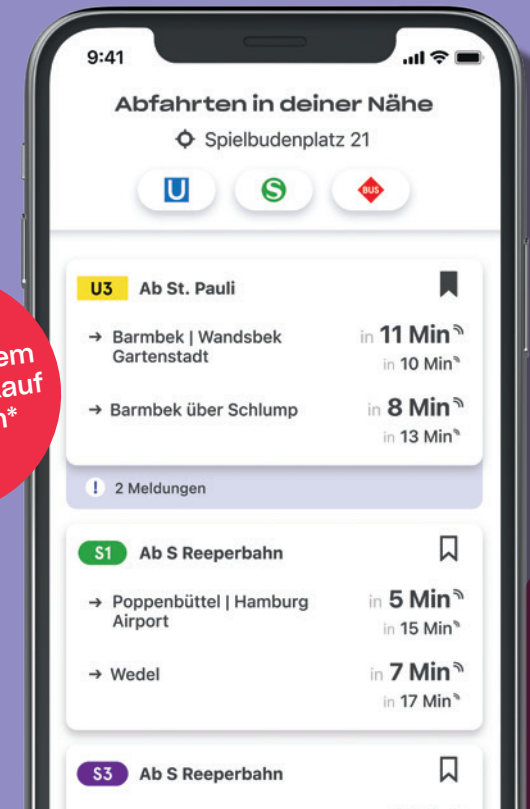 9:41
Abfahrten in deiner Nähe
Spielbudenplatz 21
U S BUS
U3 Ab St. Pauli
→ Barmbek | Wandsbek in 11 Min
Gartenstadt in 10 Min
→ Barmbek über Schlump in 8 Min
in 13 Min
! 2 Meldungen
S1 Ab S Reeperbahn
→ Poppenbüttel | Hamburg in 5 Min
Airport in 15 Min
→ Wedel in 7 Min
in 17 Min
S3 Ab S Reeperbahn